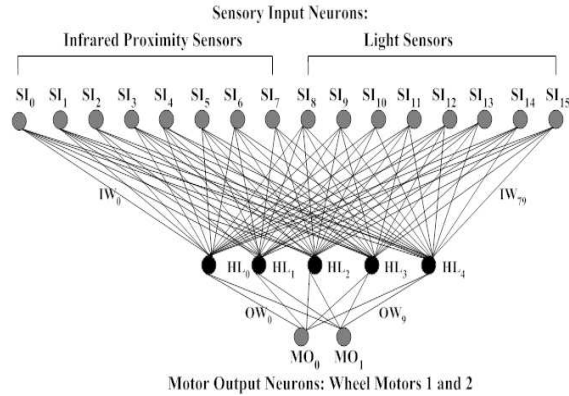 Sensory Input Neurons:
Infrared Proximity Sensors Light Sensors
SI0 SI1 SI2 SI3 SI4 SI5 SI6 SI7 SI8 SI9 SI10 SI11 SI12 SI13 SI14 SI15
IW0 IW79
HL0 HL1 HL2 HL3 HL4
OW0 OW9
MO0 MO1
Motor Output Neurons: Wheel Motors 1 and 2